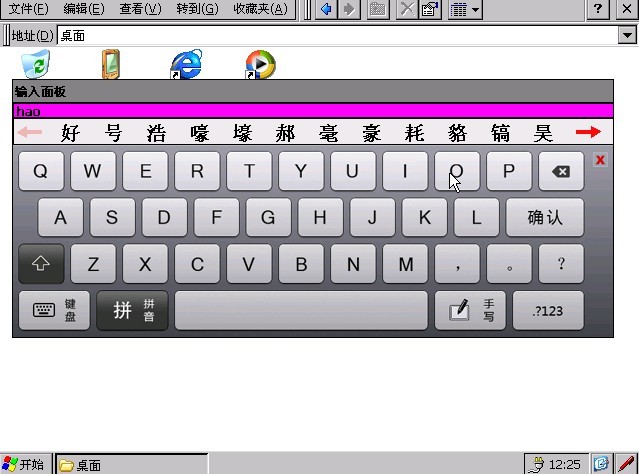 文件(F) 编辑(E) 查看(V) 转到(G) 收藏夹(A) ? ×
地址(D) 桌面
输入面板
hao
好 号 浩 嚎 壕 郝 毫 豪 耗 貉 镐 昊
Q W E R T Y U I O P x
A S D F G H J K L 确认
Z X C V B N M ， 。 ？
键盘 拼 拼音 手写 .?123
开始 桌面 12:25